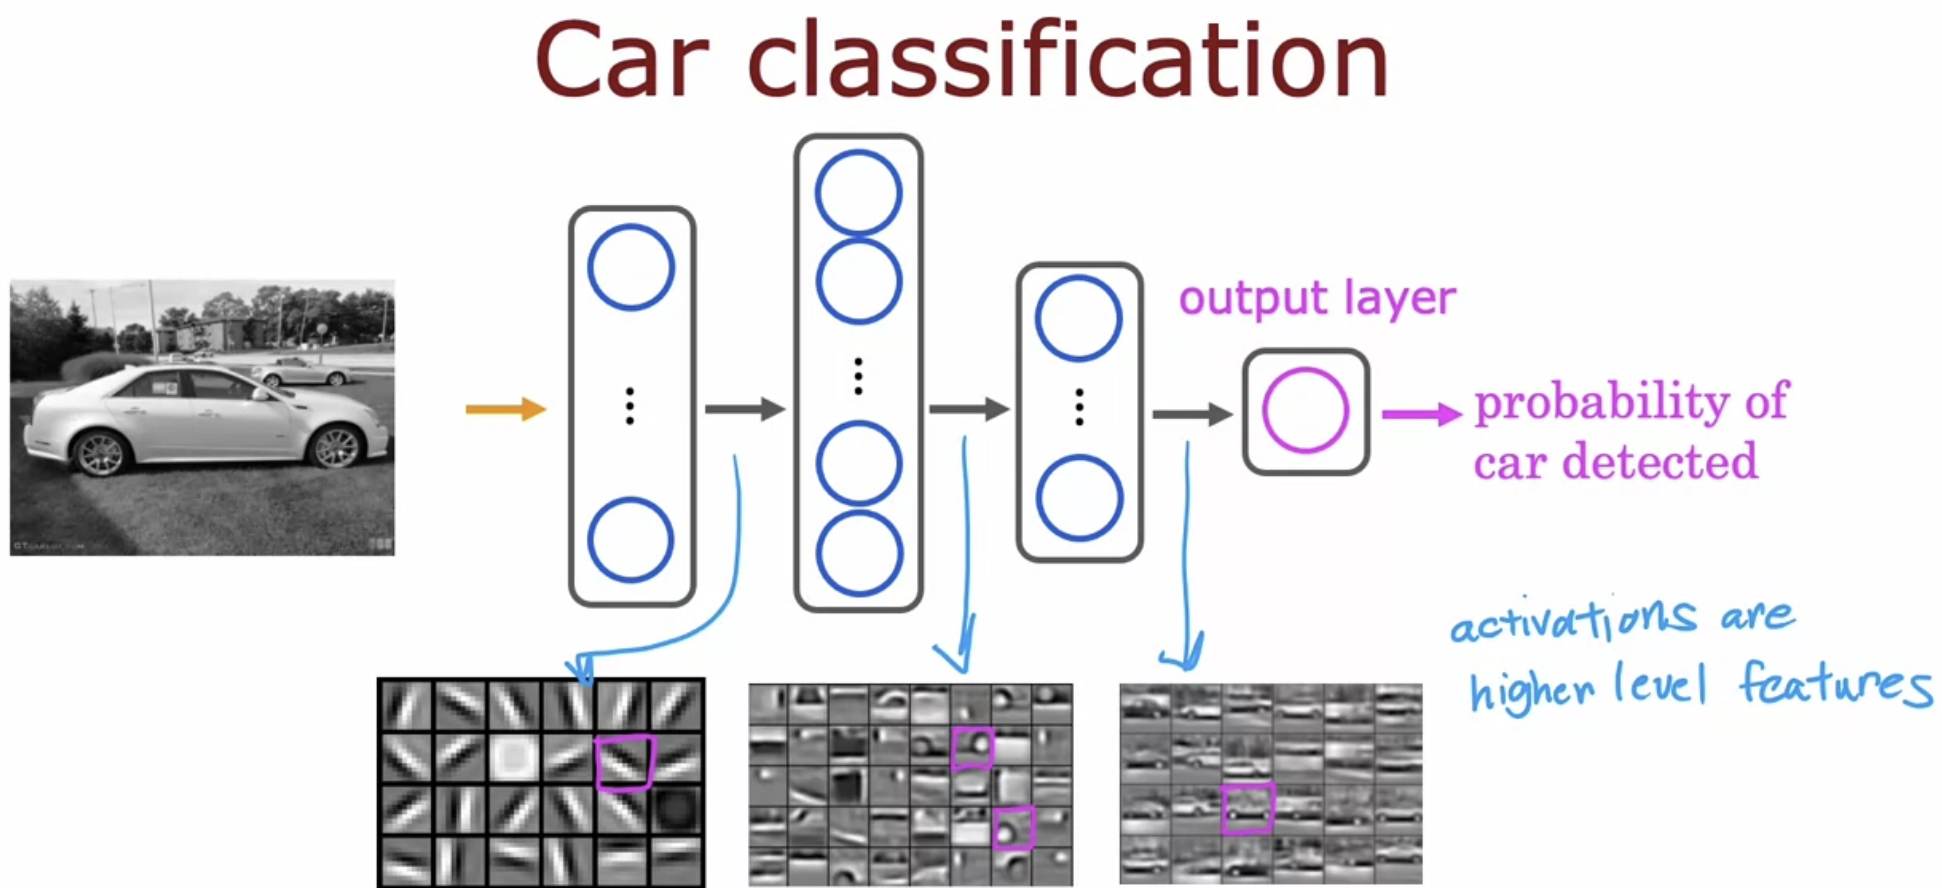 Car classification
output layer
probability of
car detected
activations are
higher level features